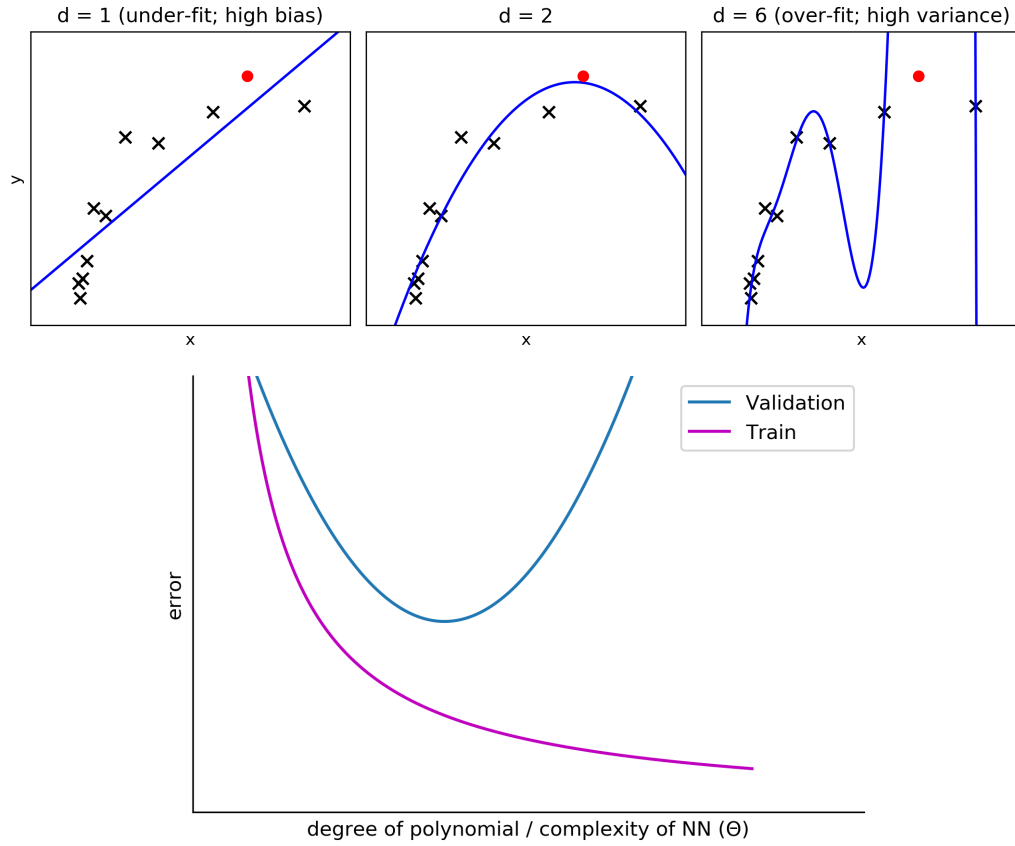 d = 1 (under-fit; high bias)
d = 2
d = 6 (over-fit; high variance)
y
x
x
x
Validation
Train
error
degree of polynomial / complexity of NN (Θ)